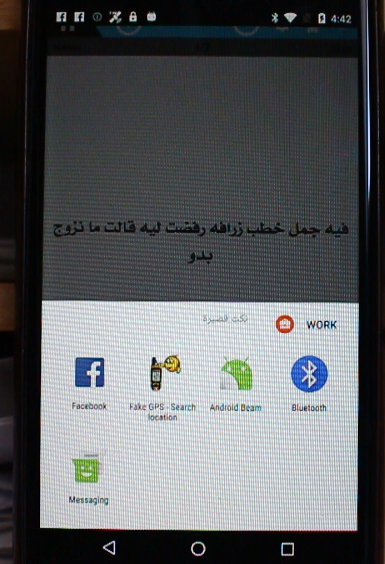 4:42
فيه جمل خطب زرافه رفضت ليه قالت ما نزوج
بدو
نكت قصيرة
WORK
Facebook
Fake GPS - Search
location
Android Beam
Bluetooth
Messaging